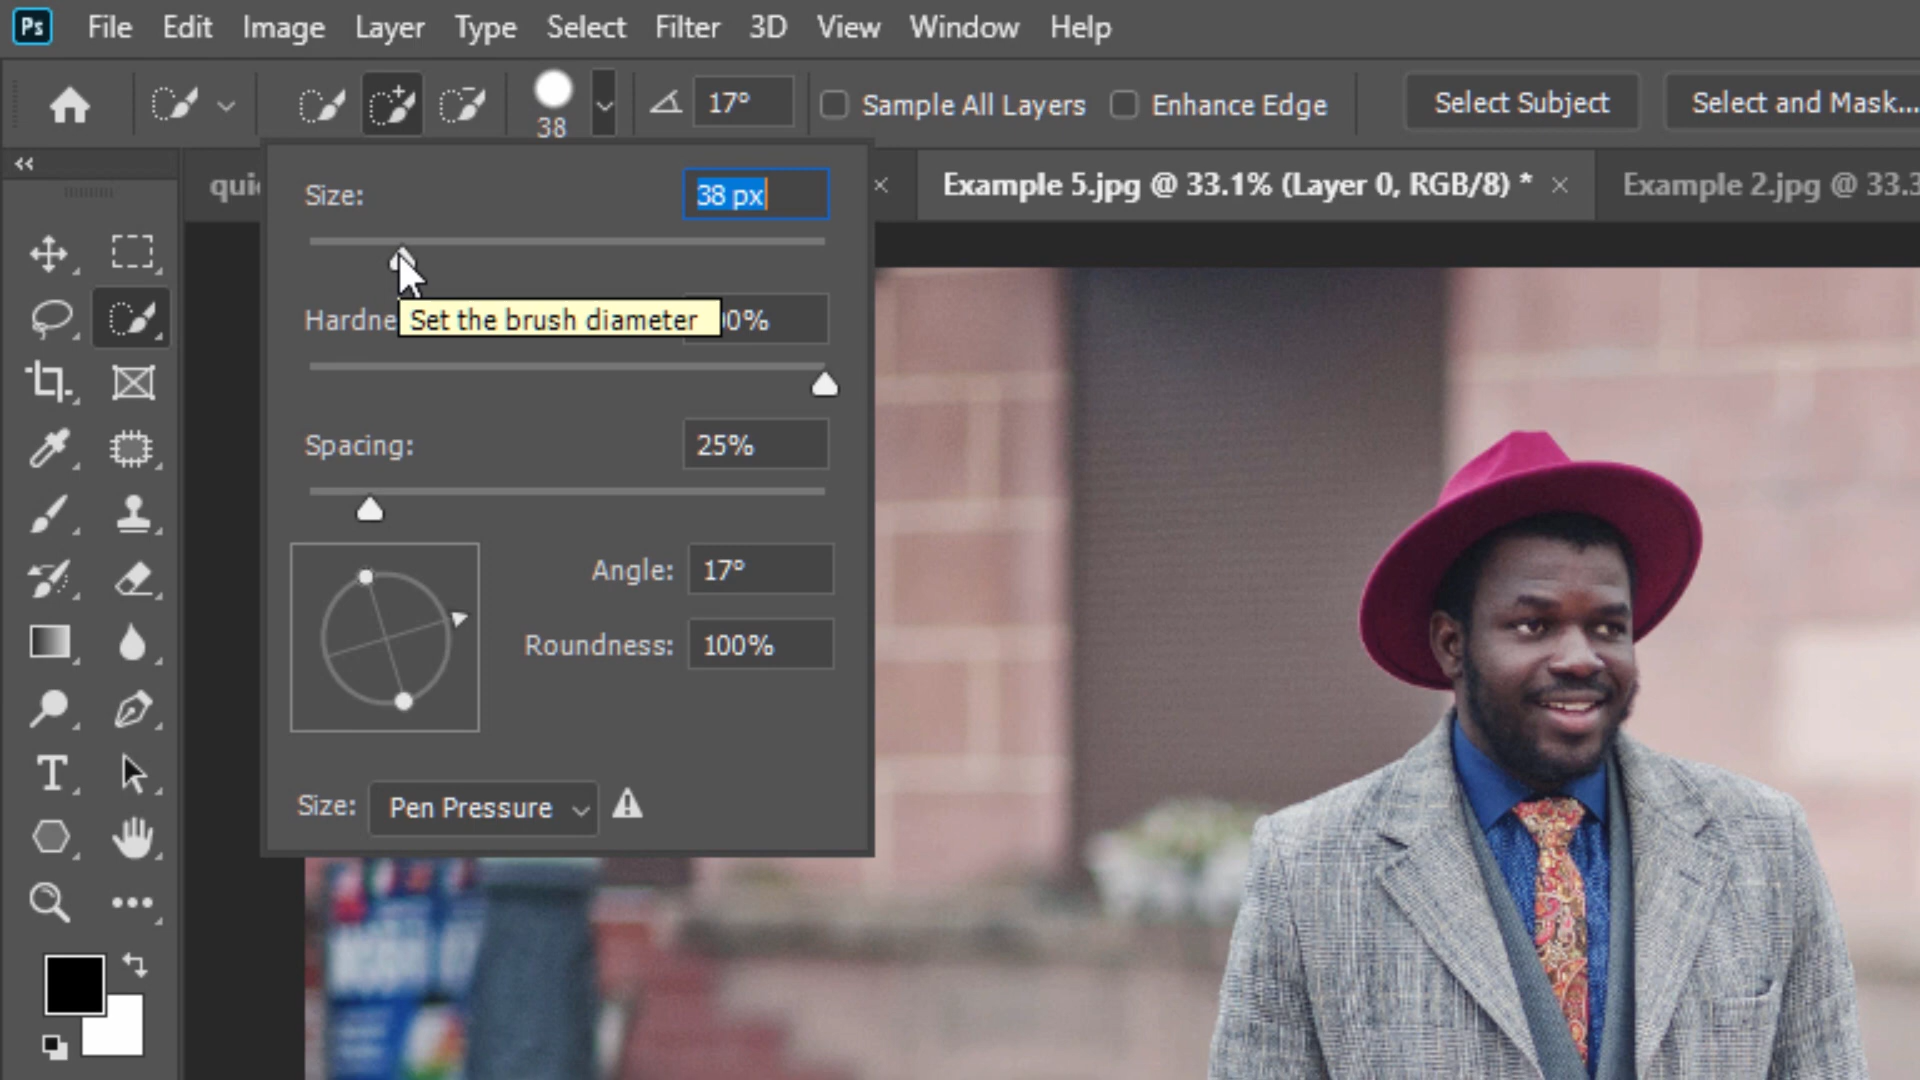 Ps File Edit Image Layer Type Select Filter 3D View Window Help
38 17° Sample All Layers Enhance Edge Select Subject Select and Mask...
Example 5.jpg @ 33.1% (Layer 0, RGB/8) * × Example 2.jpg @ 33.3
Size: 38 px
Set the brush diameter
Spacing: 25%
Angle: 17°
Roundness: 100%
Size: Pen Pressure